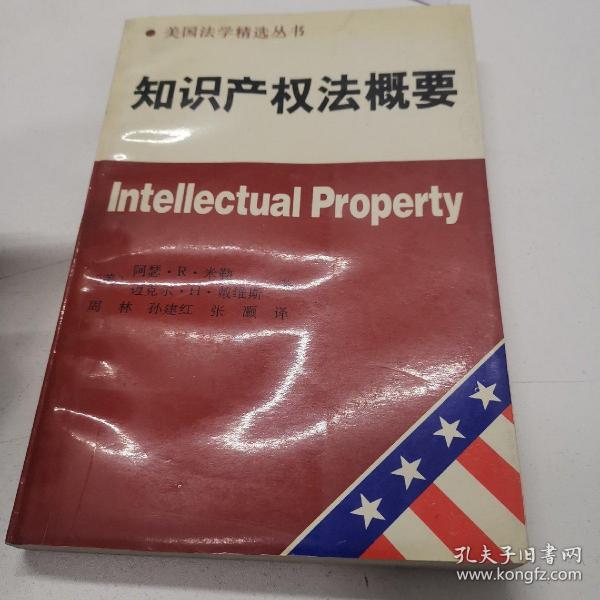 • 美国法学精选丛书
知识产权法概要
Intellectual Property
阿瑟·R·米勒
迈克尔·H·戴维斯
周 林 孙建红 张 灏 译
孔夫子旧书网
www.kongfz.com